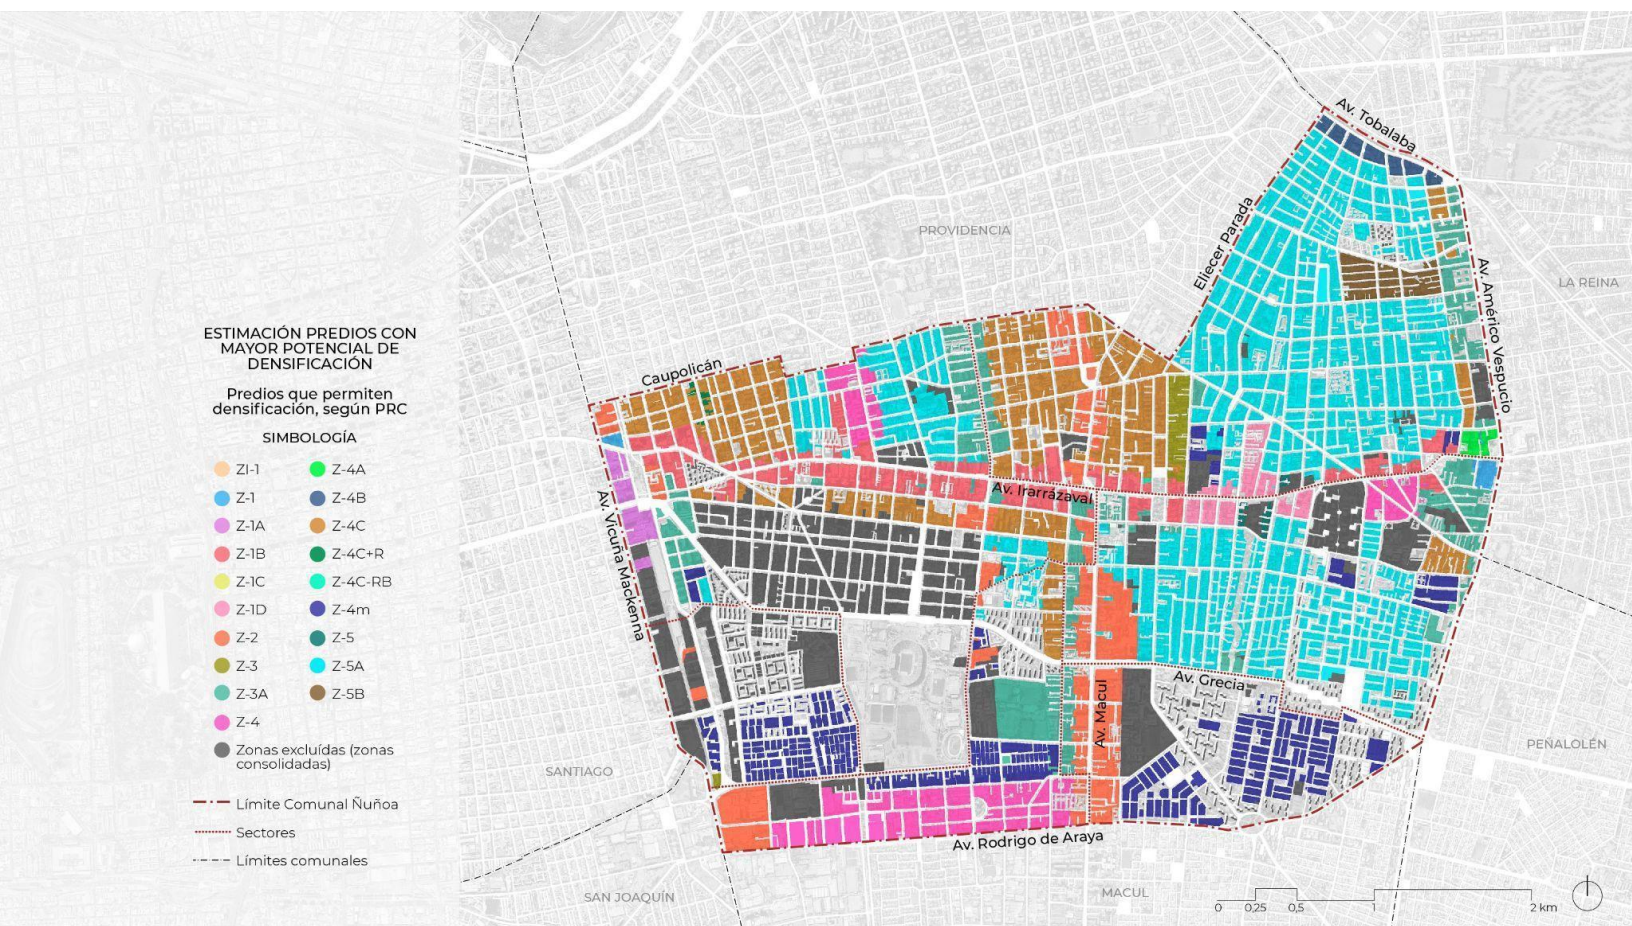 ESTIMACIÓN PREDIOS CON
MAYOR POTENCIAL DE
DENSIFICACIÓN
Predios que permiten
densificación, según PRC
SIMBOLOGÍA
ZI-1
Z-1
Z-1A
Z-1B
Z-1C
Z-1D
Z-2
Z-3
Z-3A
Z-4
Z-4A
Z-4B
Z-4C
Z-4C+R
Z-4C-RB
Z-4m
Z-5
Z-5A
Z-5B
Zonas excluídas (zonas
consolidadas)
Límite Comunal Ñuñoa
Sectores
Límites comunales
Av. Tobalaba
PROVIDENCIA
Eliecer Parada
Av. Américo Vespucio
LA REINA
Caupolicán
Av. Irarrázaval
Av. Vicuña Mackenna
Av. Grecia
Av. Macul
PEÑALOLÉN
SANTIAGO
Av. Rodrigo de Araya
SAN JOAQUÍN
MACUL
0 0,25 0,5 1 2 km